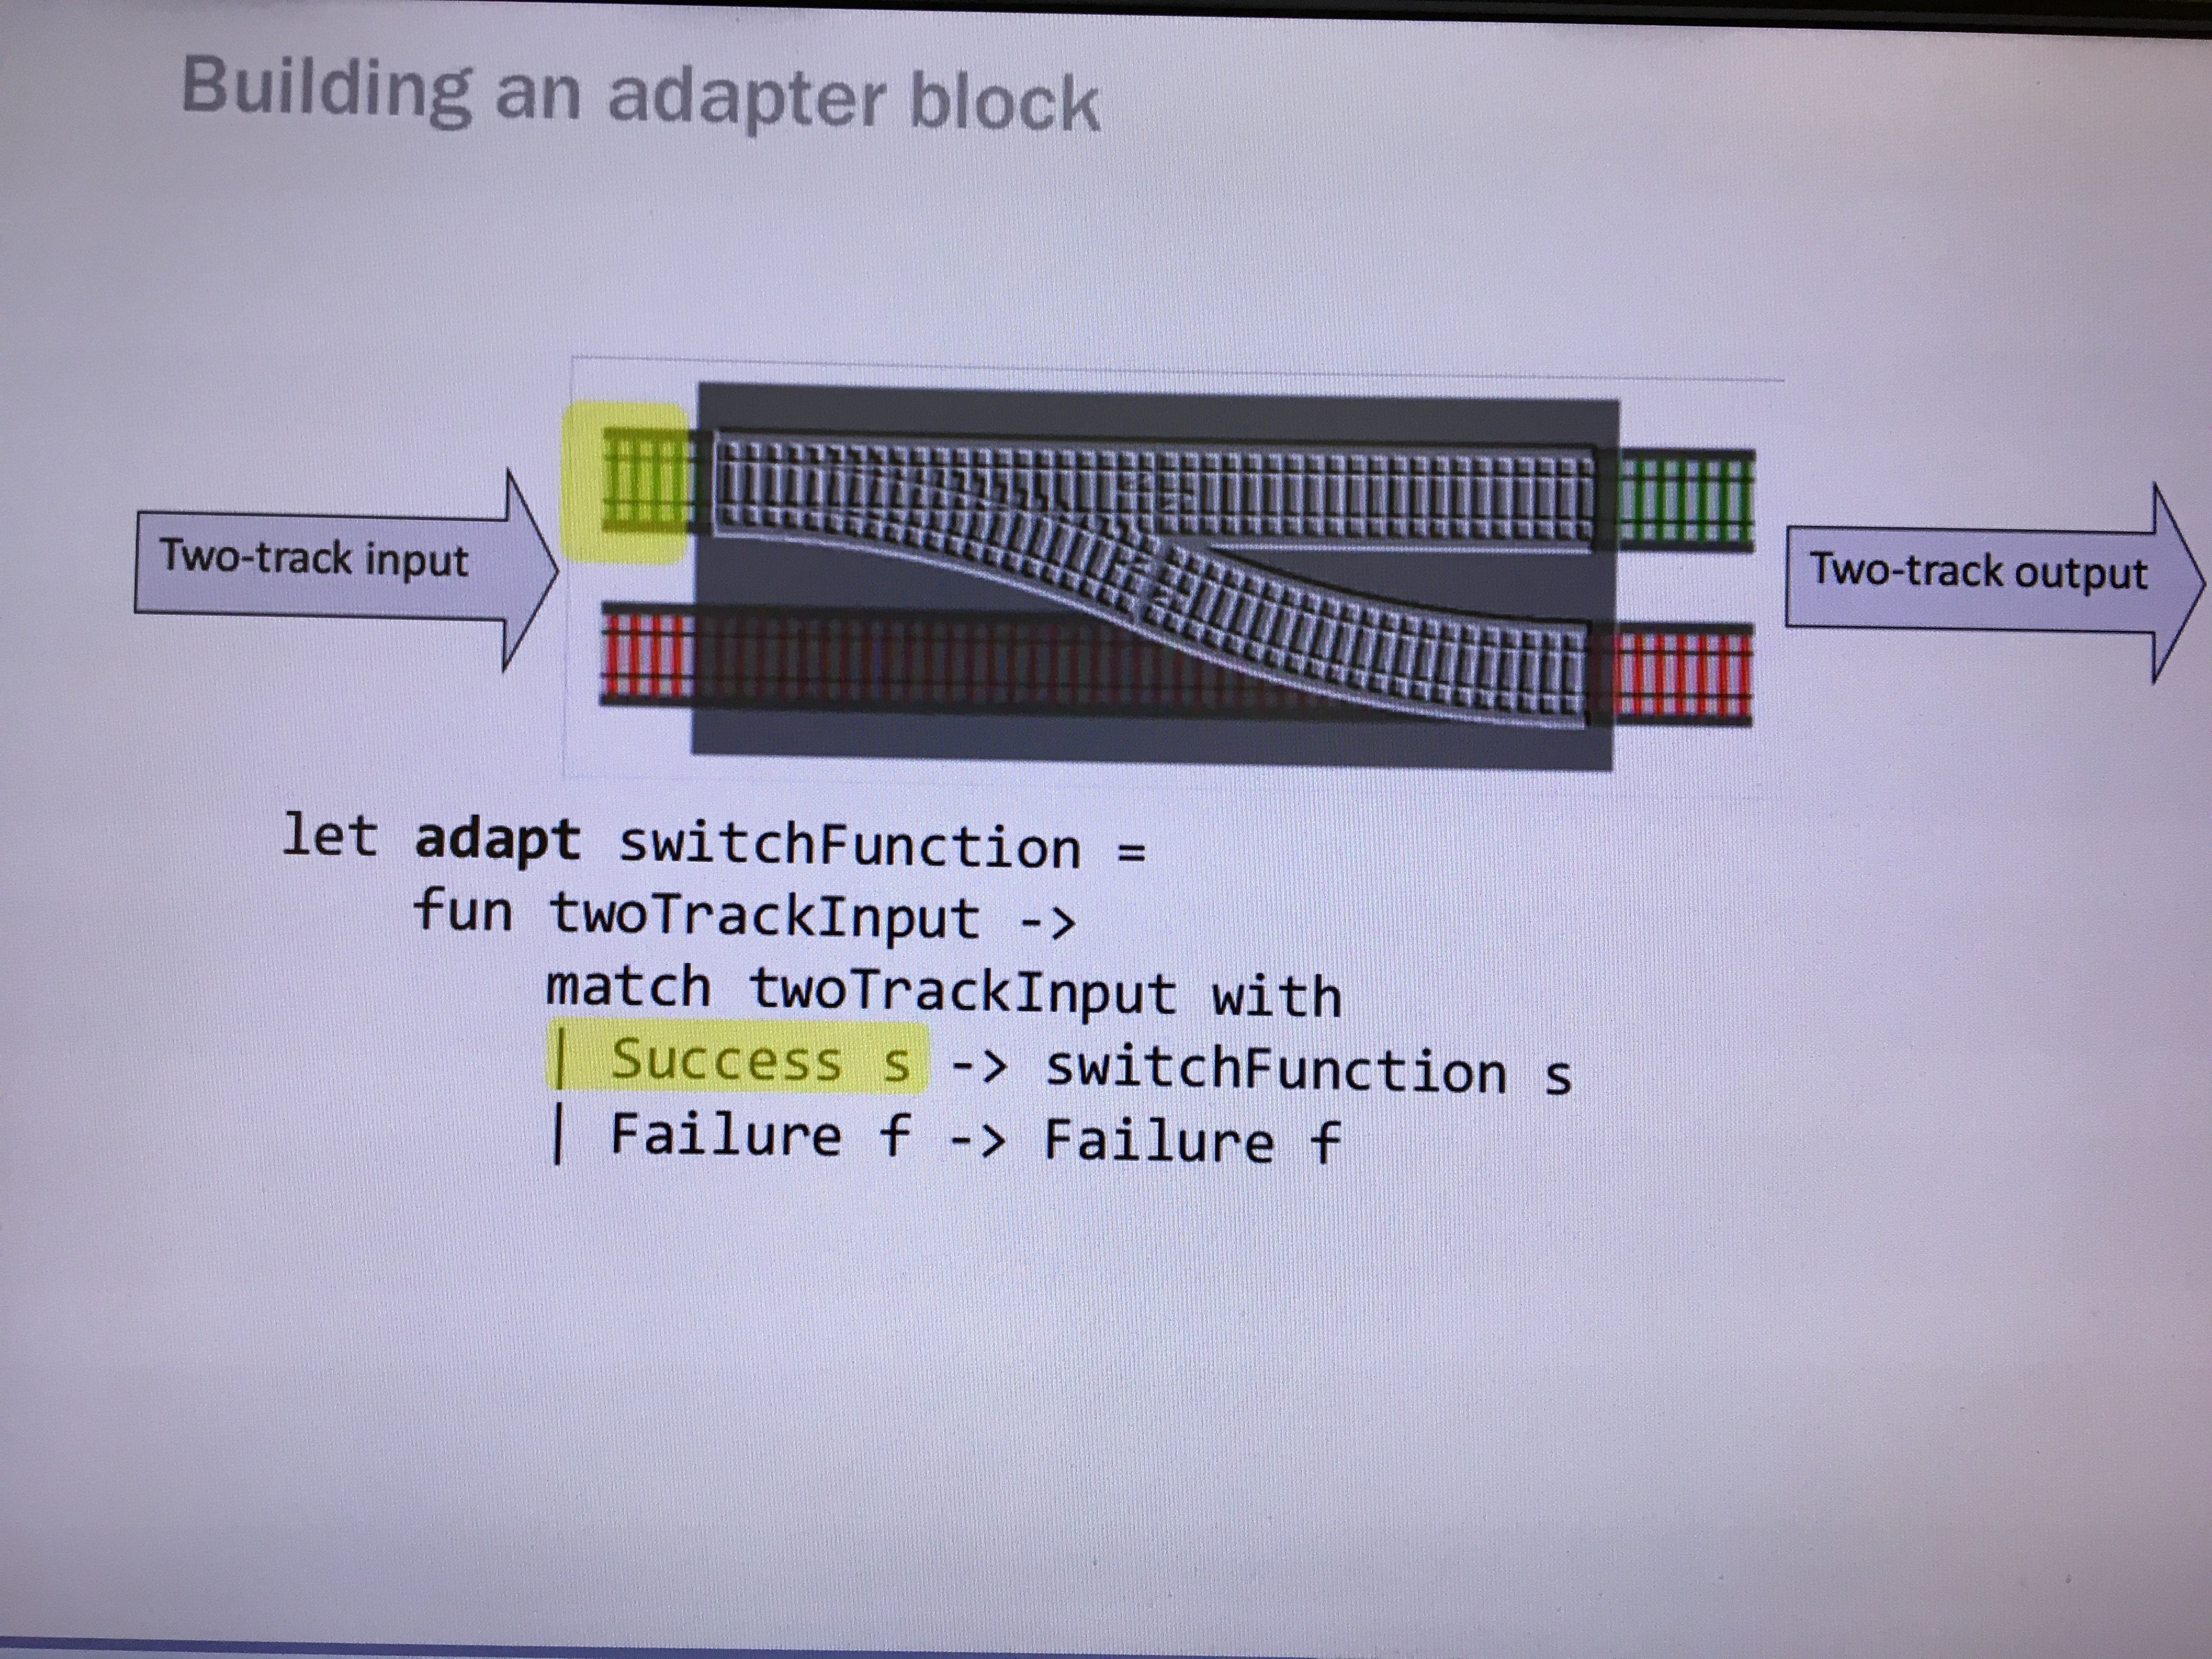 Building an adapter block
Two-track input
Two-track output
let adapt switchFunction =
    fun twoTrackInput ->
        match twoTrackInput with
        | Success s -> switchFunction s
        | Failure f -> Failure f